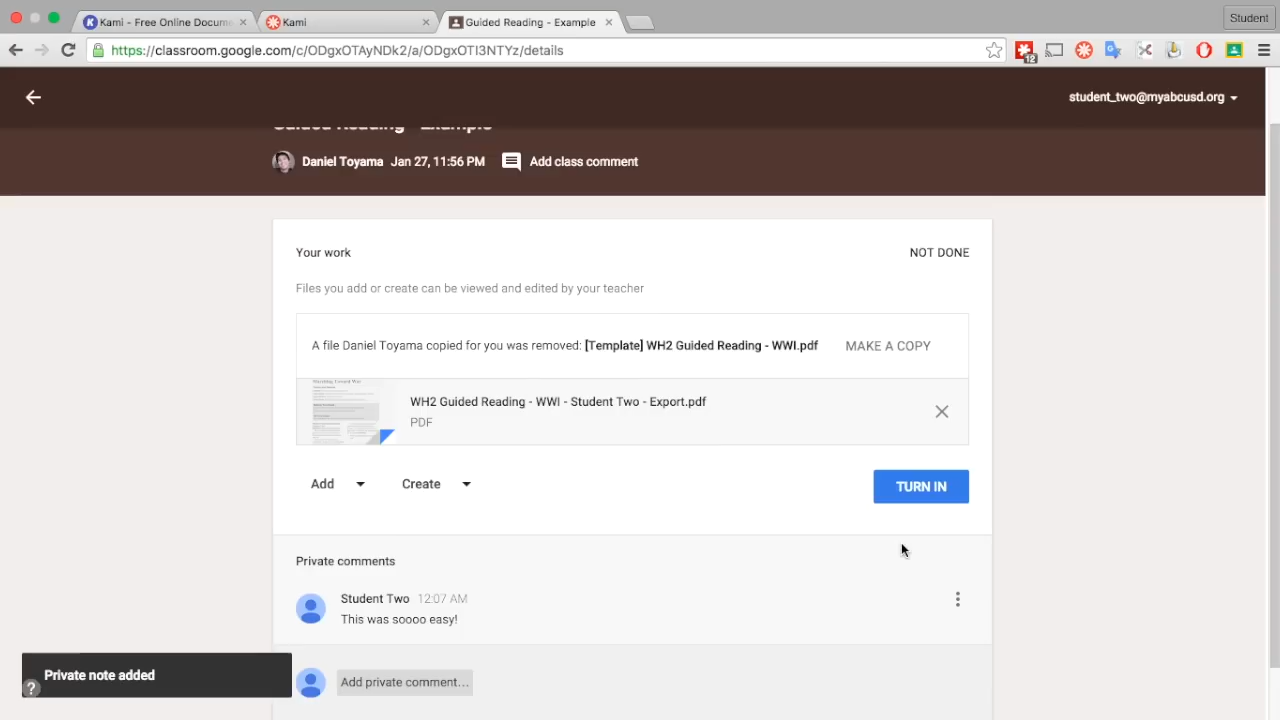 Kami - Free Online Docume
Kami
Guided Reading - Example
Student
https://classroom.google.com/c/ODgxOTAyNDk2/a/ODgxOTI3NTYz/details
12
student_two@myabcusd.org
Guided Reading - Example
Daniel Toyama Jan 27, 11:56 PM Add class comment
Your work NOT DONE
Files you add or create can be viewed and edited by your teacher
A file Daniel Toyama copied for you was removed: [Template] WH2 Guided Reading - WWI.pdf MAKE A COPY
WH2 Guided Reading - WWI - Student Two - Export.pdf
PDF
Add Create TURN IN
Private comments
Student Two 12:07 AM
This was soooo easy!
Private note added
?
Add private comment...